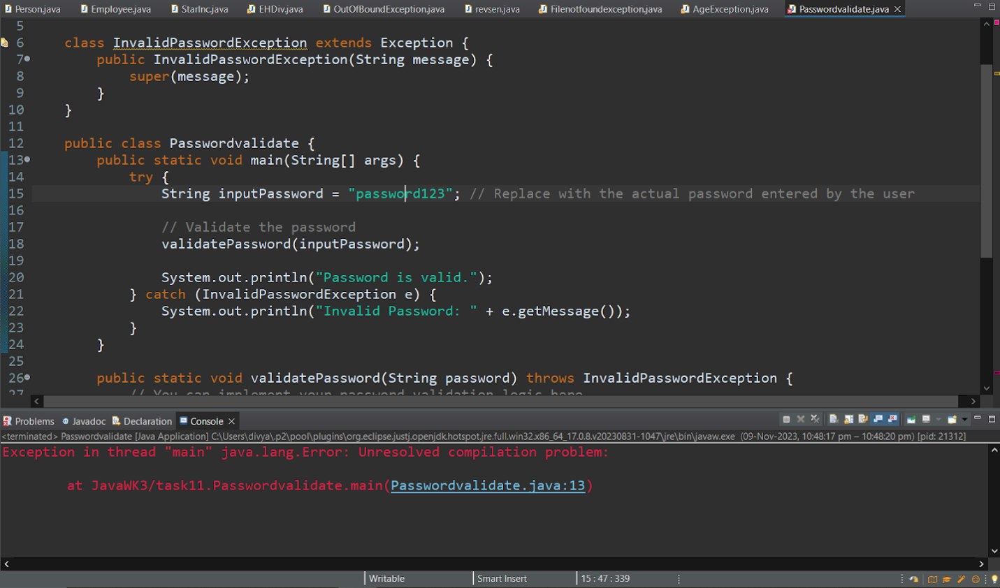 Person.java Employee.java StarInc.java EHDiv.java OutOfBoundException.java revsen.java Filenotfoundexception.java AgeException.java Passwordvalidate.java
5
6 class InvalidPasswordException extends Exception {
7 public InvalidPasswordException(String message) {
8 super(message);
9 }
10 }
11
12 public class Passwordvalidate {
13 public static void main(String[] args) {
14 try {
15 String inputPassword = "password123"; // Replace with the actual password entered by the user
16
17 // Validate the password
18 validatePassword(inputPassword);
19
20 System.out.println("Password is valid.");
21 } catch (InvalidPasswordException e) {
22 System.out.println("Invalid Password: " + e.getMessage());
23 }
24 }
25
26 public static void validatePassword(String password) throws InvalidPasswordException {
27 // You can implement your password validation logic here
Problems Javadoc Declaration Console
<terminated> Passwordvalidate [Java Application] C:\Users\divya\.p2\pool\plugins\org.eclipse.justj.openjdk.hotspot.jre.full.win32.x86_64_17.0.8.v20230831-1047\jre\bin\javaw.exe (09-Nov-2023, 10:48:17 pm – 10:48:20 pm) [pid: 21312]
Exception in thread "main" java.lang.Error: Unresolved compilation problem:
at JavaWK3/task11.Passwordvalidate.main(Passwordvalidate.java:13)
Writable Smart Insert 15 : 47 : 339